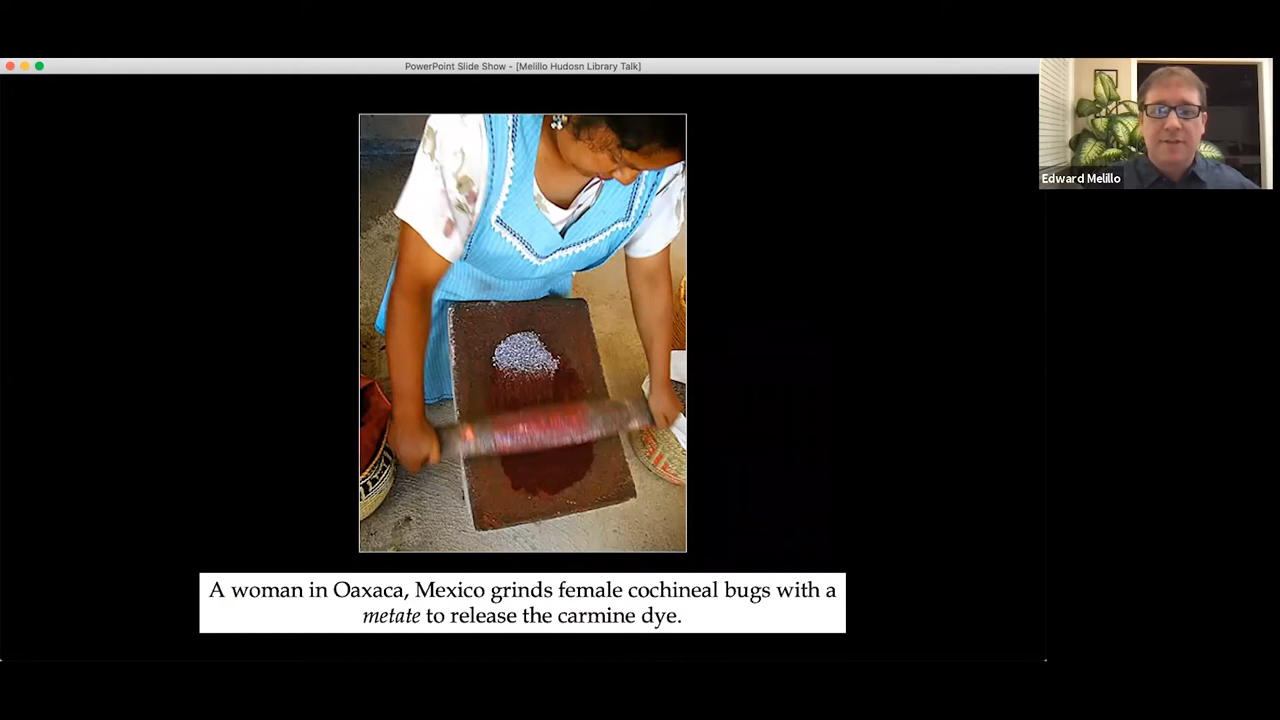 PowerPoint Slide Show - [Melillo Hudosn Library Talk]
Edward Melillo
A woman in Oaxaca, Mexico grinds female cochineal bugs with a
metate to release the carmine dye.